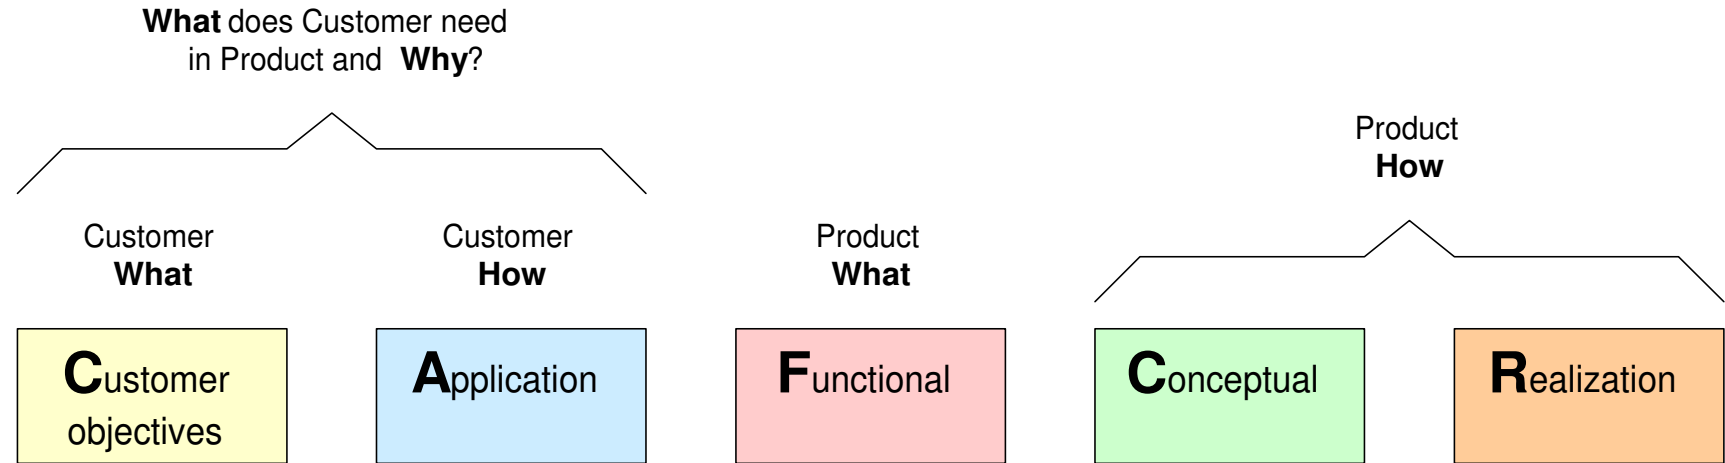 What does Customer need
in Product and Why?
Product
How
Customer
What
Customer
How
Product
What
Customer
objectives
Application
Functional
Conceptual
Realization